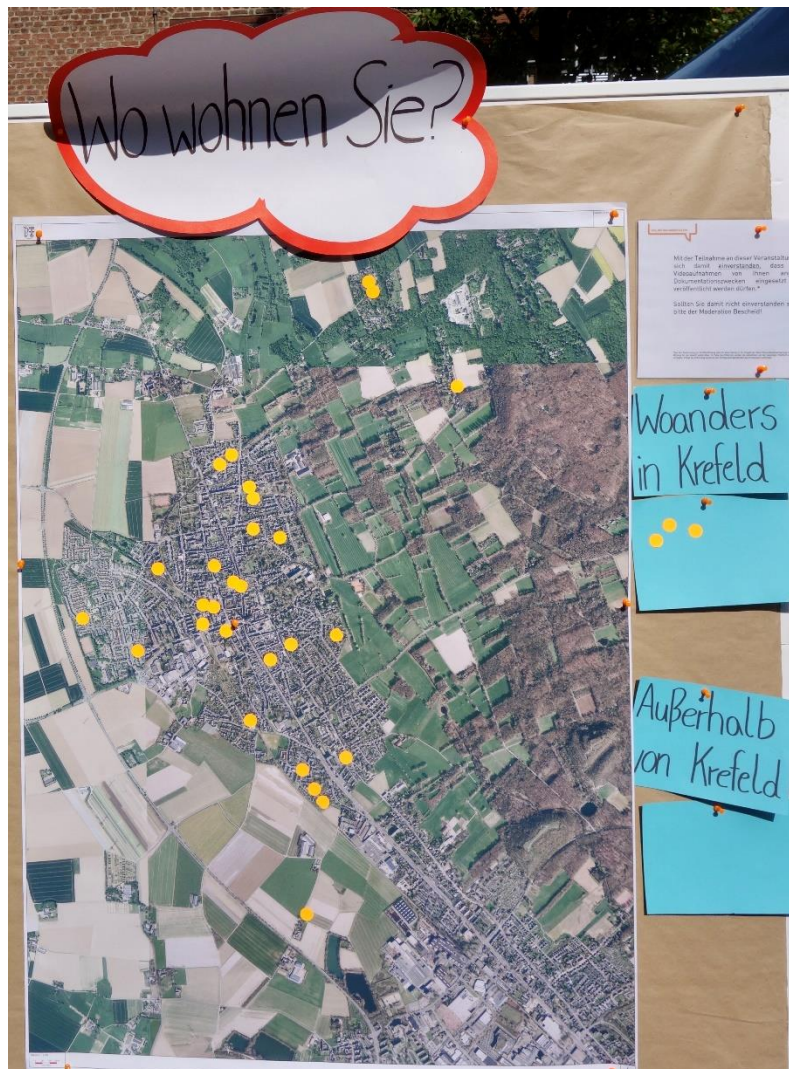 Wo wohnen Sie?
Mit der Teilnahme an dieser Veranstaltu
sich damit einverstanden, dass
Videoaufnahmen von ihnen
Dokumentationszwecken eingesetzt
veröffentlicht werden dürfen.*
Sollten Sie damit nicht einverstanden
bitte der Moderation Bescheid!
Woanders
in Krefeld
Außerhalb
von Krefeld